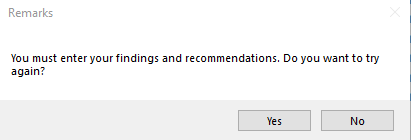 Remarks
You must enter your findings and recommendations. Do you want to try
again?
Yes No